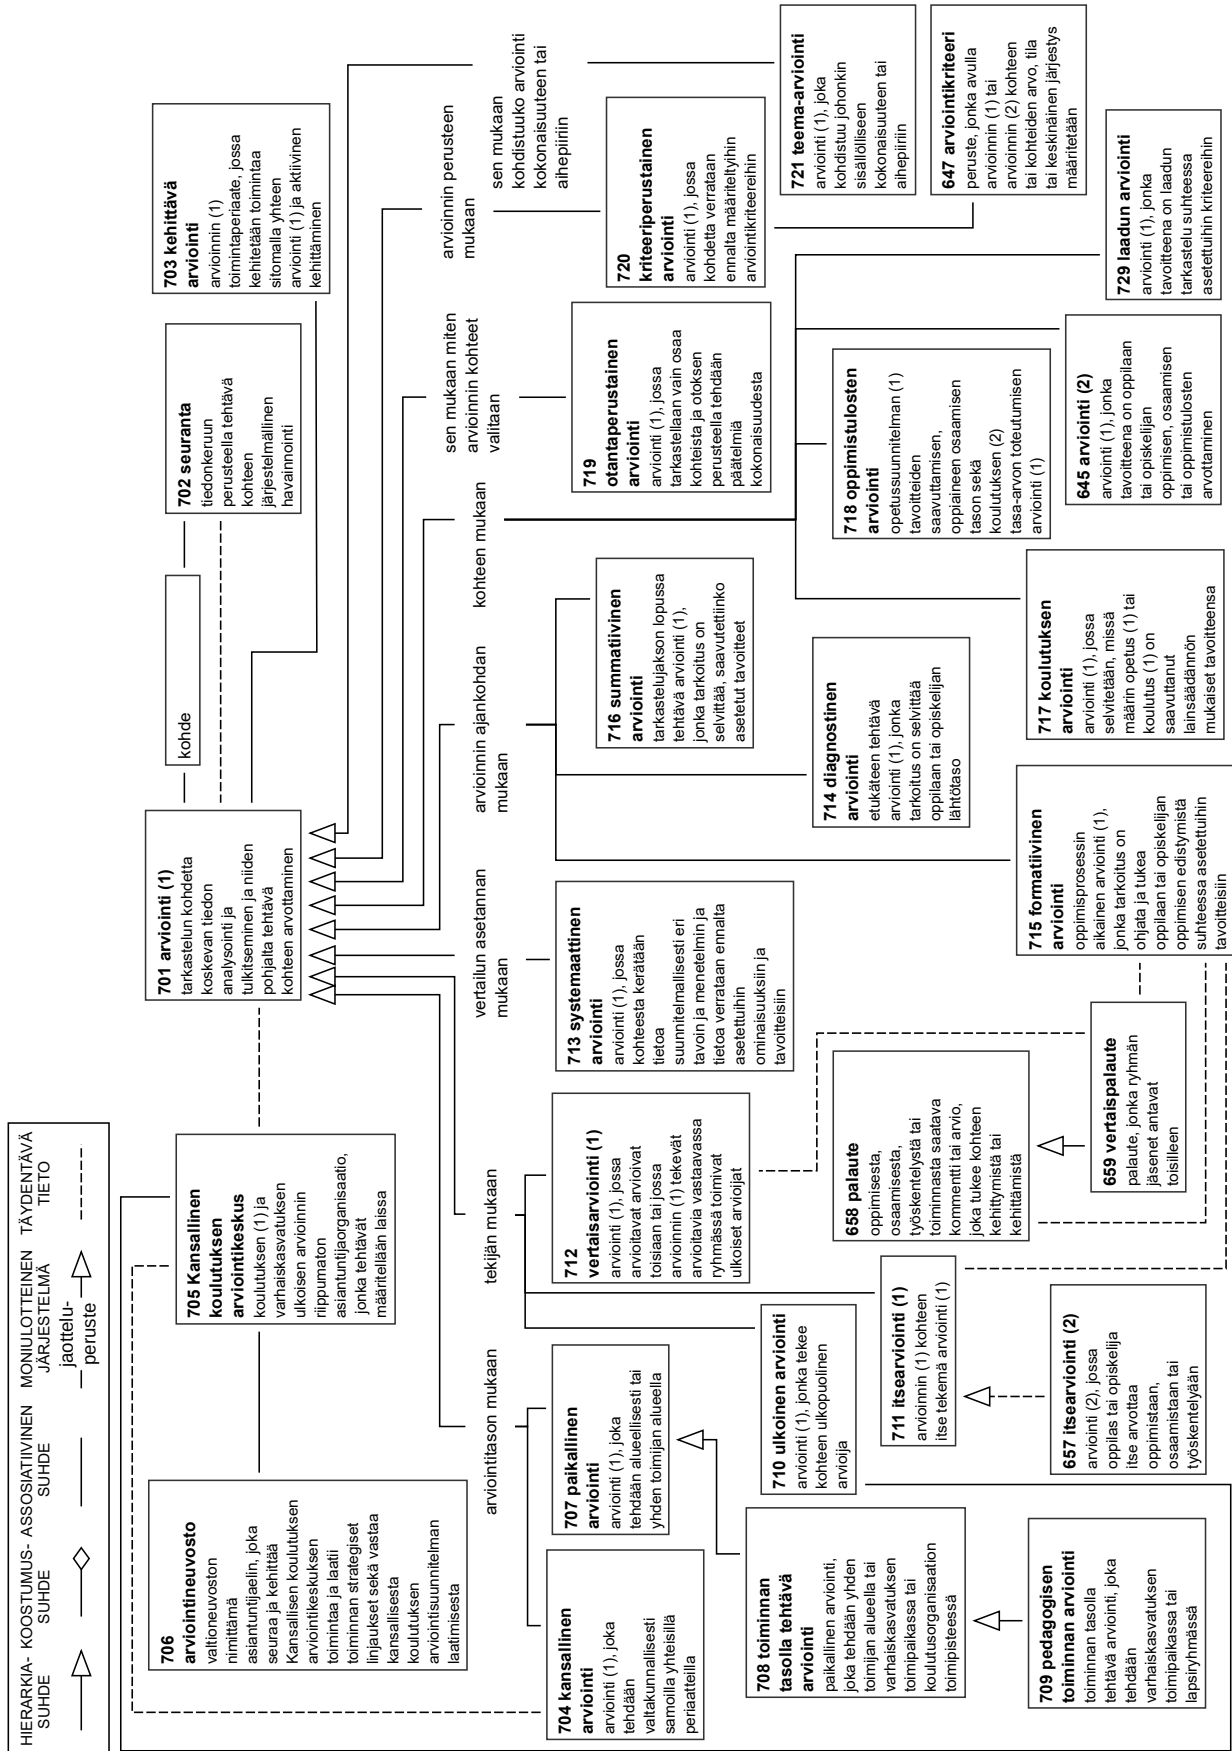 HIERARKIA-
SUHDE
KOOSTUMUS-
SUHDE
ASSOSIATIIVINEN
SUHDE
MONIULOTTEINEN
JÄRJESTELMÄ
TÄYDENTÄVÄ
TIETO
jaottelu-
peruste
706
arviointineuvosto
valtioneuvoston
nimittämä
asiantuntijaelin, joka
seuraa ja kehittää
Kansallisen koulutuksen
arviointikeskuksen
toimintaa ja laatii
toiminnan strategiset
linjaukset sekä vastaa
kansallisesta
koulutuksen
arviointisuunnitelman
laatimisesta
705 Kansallinen
koulutuksen
arviointikeskus
koulutuksen (1) ja
varhaiskasvatuksen
ulkoisen arvioinnin
riippumaton
asiantuntijaorganisaatio,
jonka tehtävät
määritellään laissa
701 arviointi (1)
tarkastelun kohdetta
koskevan tiedon
analysointi ja
tulkitseminen ja niiden
pohjalta tehtävä
kohteen arvottaminen
kohde
702 seuranta
tiedonkeruun
perusteella tehtävä
kohteen
järjestelmällinen
havainnointi
703 kehittävä
arviointi
arvioinnin (1)
toimintaperiaate, jossa
kehitetään toimintaa
sitomalla yhteen
arviointi (1) ja aktiivinen
kehittäminen
arviointitason mukaan
tekijän mukaan
vertailun asetannan
mukaan
arvioinnin ajankohdan
mukaan
kohteen mukaan
sen mukaan miten
arvioinnin kohteet
valitaan
arvioinnin perusteen
mukaan
sen mukaan
kohdistuuko arviointi
kokonaisuuteen tai
aihepiiriin
704 kansallinen
arviointi
arviointi (1), joka
tehdään
valtakunnallisesti
samoilla yhteisillä
periaatteilla
707 paikallinen
arviointi
arviointi (1), joka
tehdään alueellisesti tai
yhden toimijan alueella
708 toiminnan
tasolla tehtävä
arviointi
paikallinen arviointi,
joka tehdään yhden
toimijan alueella tai
varhaiskasvatuksen
toimipaikassa tai
koulutusorganisaation
toimipisteessä
709 pedagogisen
toiminnan arviointi
toiminnan tasolla
tehtävä arviointi, joka
tehdään
varhaiskasvatuksen
toimipaikassa tai
lapsiryhmässä
710 ulkoinen arviointi
arviointi (1), jonka tekee
kohteen ulkopuolinen
arvioija
711 itsearviointi (1)
arvioinnin (1) kohteen
itse tekemä arviointi (1)
657 itsearviointi (2)
arviointi (2), jossa
oppilas tai opiskelija
itse arvottaa
oppimistaan,
osaamistaan tai
työskentelyään
712
vertaisarviointi (1)
arviointi (1), jossa
arvioitavat arvioivat
toisiaan tai jossa
arvioinnin (1) tekevät
arvioitavia vastaavassa
ryhmässä toimivat
ulkoiset arvioijat
658 palaute
oppimisesta,
osaamisesta,
työskentelystä tai
toiminnasta saatava
kommentti tai arvio,
joka tukee kohteen
kehittymistä tai
kehittämistä
659 vertaispalaute
palaute, jonka ryhmän
jäsenet antavat
toisilleen
713 systemaattinen
arviointi
arviointi (1), jossa
kohteesta kerätään
tietoa
suunnitelmallisesti eri
tavoin ja menetelmin ja
tietoa verrataan ennalta
asetettuihin
ominaisuuksiin ja
tavoitteisiin
716 summatiivinen
arviointi
tarkastelujakson lopussa
tehtävä arviointi (1),
jonka tarkoitus on
selvittää, saavutettiinko
asetetut tavoitteet
714 diagnostinen
arviointi
etukäteen tehtävä
arviointi (1), jonka
tarkoitus on selvittää
oppilaan tai opiskelijan
lähtötaso
715 formatiivinen
arviointi
oppimisprosessin
aikainen arviointi (1),
jonka tarkoitus on
ohjata ja tukea
oppilaan tai opiskelijan
oppimisen edistymistä
suhteessa asetettuihin
tavoitteisiin
719
otantaperustainen
arviointi
arviointi (1), jossa
tarkastellaan vain osaa
kohteista ja otoksen
perusteella tehdään
päätelmiä
kokonaisuudesta
718 oppimistulosten
arviointi
opetussuunnitelman (1)
tavoitteiden
saavuttamisen,
oppiaineen osaamisen
tason sekä
koulutuksen (2)
tasa-arvon toteutumisen
arviointi (1)
717 koulutuksen
arviointi
arviointi (1), jossa
selvitetään, missä
määrin opetus (1) tai
koulutus (1) on
saavuttanut
lainsäädännön
mukaiset tavoitteensa
645 arviointi (2)
arviointi (1), jonka
tavoitteena on oppilaan
tai opiskelijan
oppimisen, osaamisen
tai oppimistulosten
arvottaminen
729 laadun arviointi
arviointi (1), jonka
tavoitteena on laadun
tarkastelu suhteessa
asetettuihin kriteereihin
720
kriteeriperustainen
arviointi
arviointi (1), jossa
kohdetta verrataan
ennalta määriteltyihin
arviointikriteereihin
721 teema-arviointi
arviointi (1), joka
kohdistuu johonkin
sisällölliseen
kokonaisuuteen tai
aihepiiriin
647 arviointikriteeri
peruste, jonka avulla
arvioinnin (1) tai
arvioinnin (2) kohteen
tai kohteiden arvo, tila
tai keskinäinen järjestys
määritetään